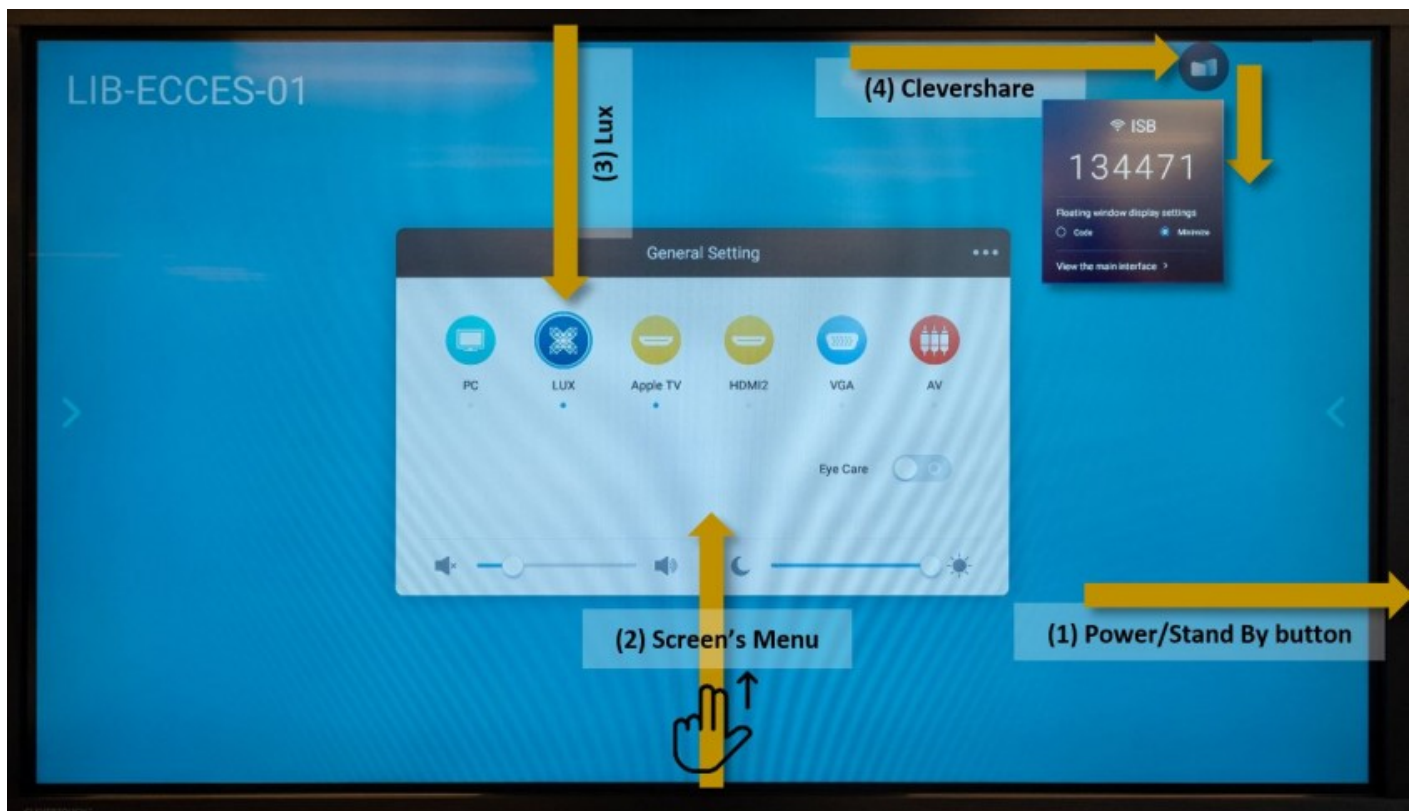 LIB-ECCES-01
(3) Lux
(4) Clevershare
ISB
134471
Floating window display settings
Code Minimize
View the main interface >
General Setting
PC LUX Apple TV HDMI2 VGA AV
Eye Care
(2) Screen's Menu
(1) Power/Stand By button